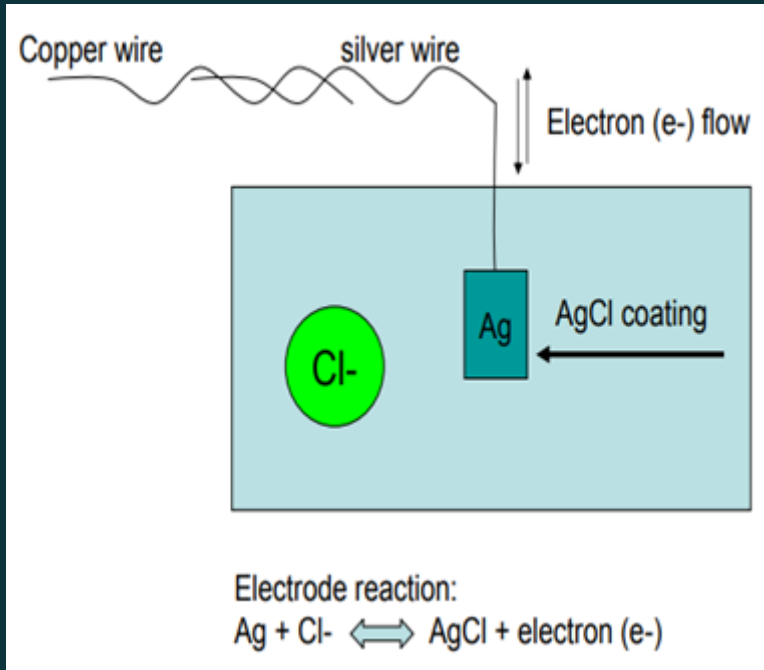 Copper wire
silver wire
Electron (e-) flow
Ag
AgCl coating
Cl-
Electrode reaction:
Ag + Cl- ⇔ AgCl + electron (e-)